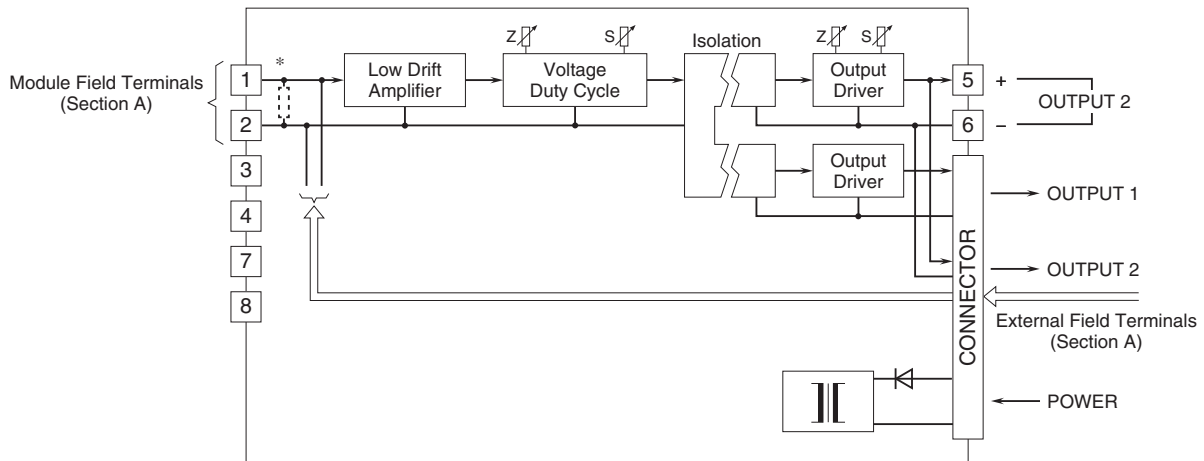 Z
S
Isolation
Z
S
Module Field Terminals
(Section A)
1
*
Low Drift
Amplifier
Voltage
Duty Cycle
Output
Driver
5
+
OUTPUT 2
2
6
−
3
Output
Driver
4
OUTPUT 1
7
OUTPUT 2
8
CONNECTOR
External Field Terminals
(Section A)
POWER